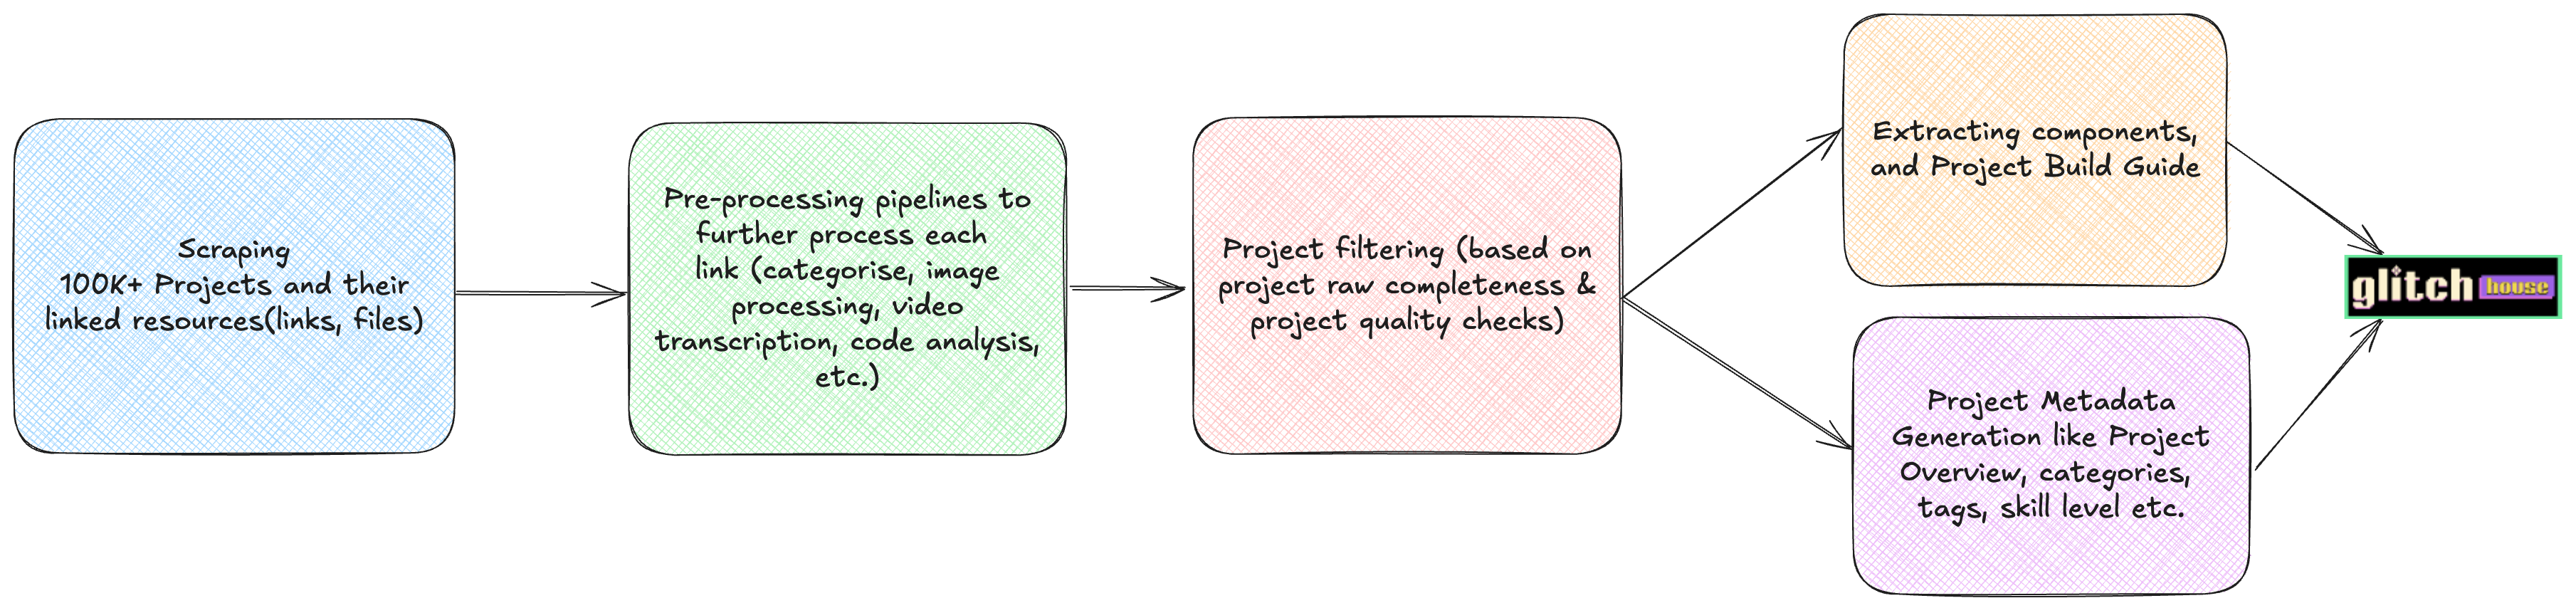 Scraping
100K+ Projects and their
linked resources(links, files)
Pre-processing pipelines to
further process each
link (categorise, image
processing, video
transcription, code analysis,
etc.)
Project filtering (based on
project raw completeness &
project quality checks)
Extracting components,
and Project Build Guide
Project Metadata
Generation like Project
Overview, categories,
tags, skill level etc.
glitch house